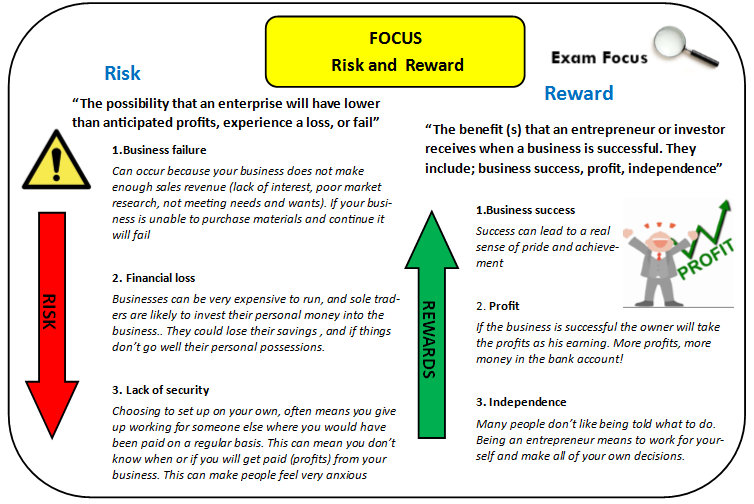 FOCUS
Risk and Reward
Exam Focus
Risk
“The possibility that an enterprise will have lower
than anticipated profits, experience a loss, or fail”
1.Business failure
Can occur because your business does not make
enough sales revenue (lack of interest, poor market
research, not meeting needs and wants). If your busi-
ness is unable to purchase materials and continue it
will fail
2. Financial loss
Businesses can be very expensive to run, and sole trad-
ers are likely to invest their personal money into the
business.. They could lose their savings , and if things
don’t go well their personal possessions.
3. Lack of security
Choosing to set up on your own, often means you give
up working for someone else where you would have
been paid on a regular basis. This can mean you don’t
know when or if you will get paid (profits) from your
business. This can make people feel very anxious
RISK
Reward
“The benefit (s) that an entrepreneur or investor
receives when a business is successful. They
include; business success, profit, independence”
1.Business success
Success can lead to a real
sense of pride and achieve-
ment
PROFIT
2. Profit
If the business is successful the owner will take
the profits as his earning. More profits, more
money in the bank account!
3. Independence
Many people don’t like being told what to do.
Being an entrepreneur means to work for your-
self and make all of your own decisions.
REWARDS